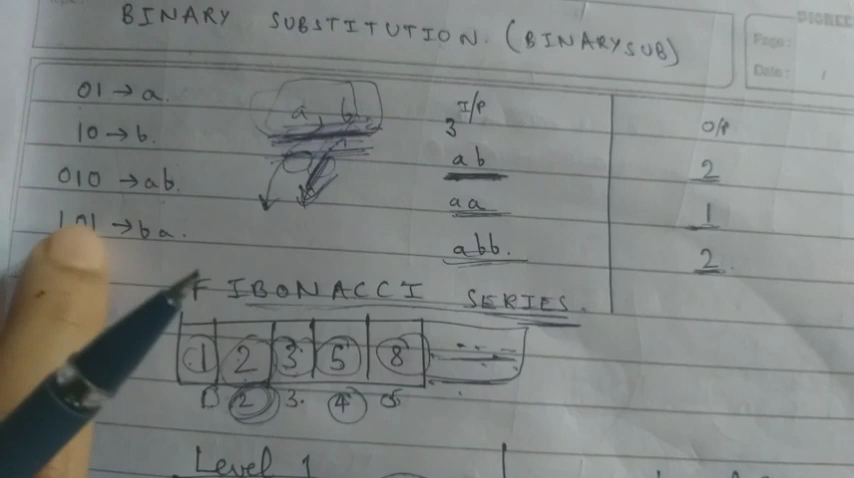 BINARY SUBSTITUTION. (BINARYSUB)
Page:
Date: /
01 → a.
10 → b.
010 → ab.
101 → ba.
a, b
I/P
3
ab
aa
abb.
O/P
2
1
2.
FIBONACCI SERIES.
1 2 3 5 8
2 3. 4 5
Level 1